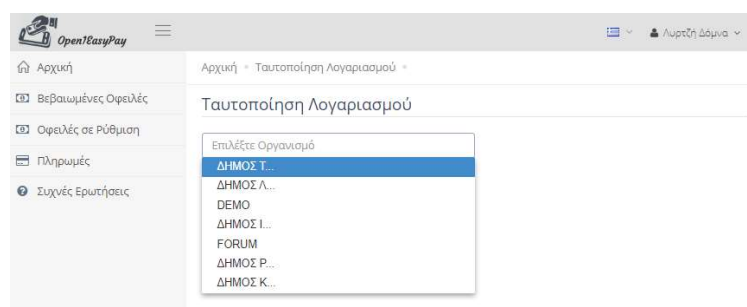 Open1EasyPay
Λυρτζή Δόμνα
Αρχική
Βεβαιωμένες Οφειλές
Οφειλές σε Ρύθμιση
Πληρωμές
Συχνές Ερωτήσεις
Αρχική Ταυτοποίηση Λογαριασμού
Ταυτοποίηση Λογαριασμού
Επιλέξτε Οργανισμό
ΔΗΜΟΣ Τ...
ΔΗΜΟΣ Λ...
DEMO
ΔΗΜΟΣ Ι...
FORUM
ΔΗΜΟΣ Ρ...
ΔΗΜΟΣ Κ...